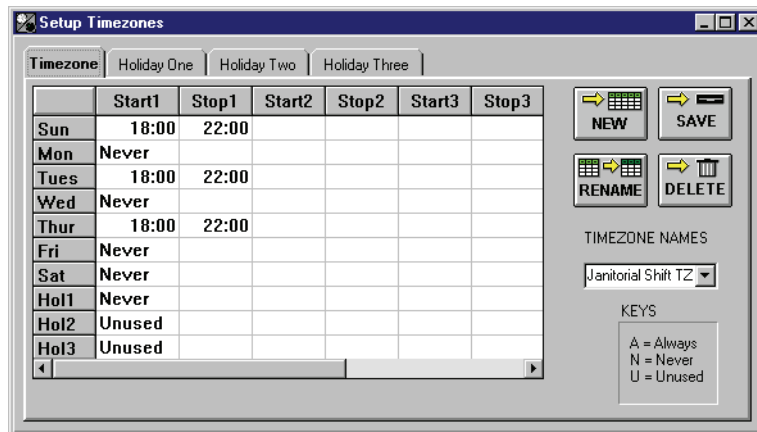 Setup Timezones
Timezone Holiday One Holiday Two Holiday Three
Start1 Stop1 Start2 Stop2 Start3 Stop3
Sun 18:00 22:00
Mon Never
Tues 18:00 22:00
Wed Never
Thur 18:00 22:00
Fri Never
Sat Never
Hol1 Never
Hol2 Unused
Hol3 Unused
NEW SAVE
RENAME DELETE
TIMEZONE NAMES
Janitorial Shift TZ
KEYS
A = Always
N = Never
U = Unused